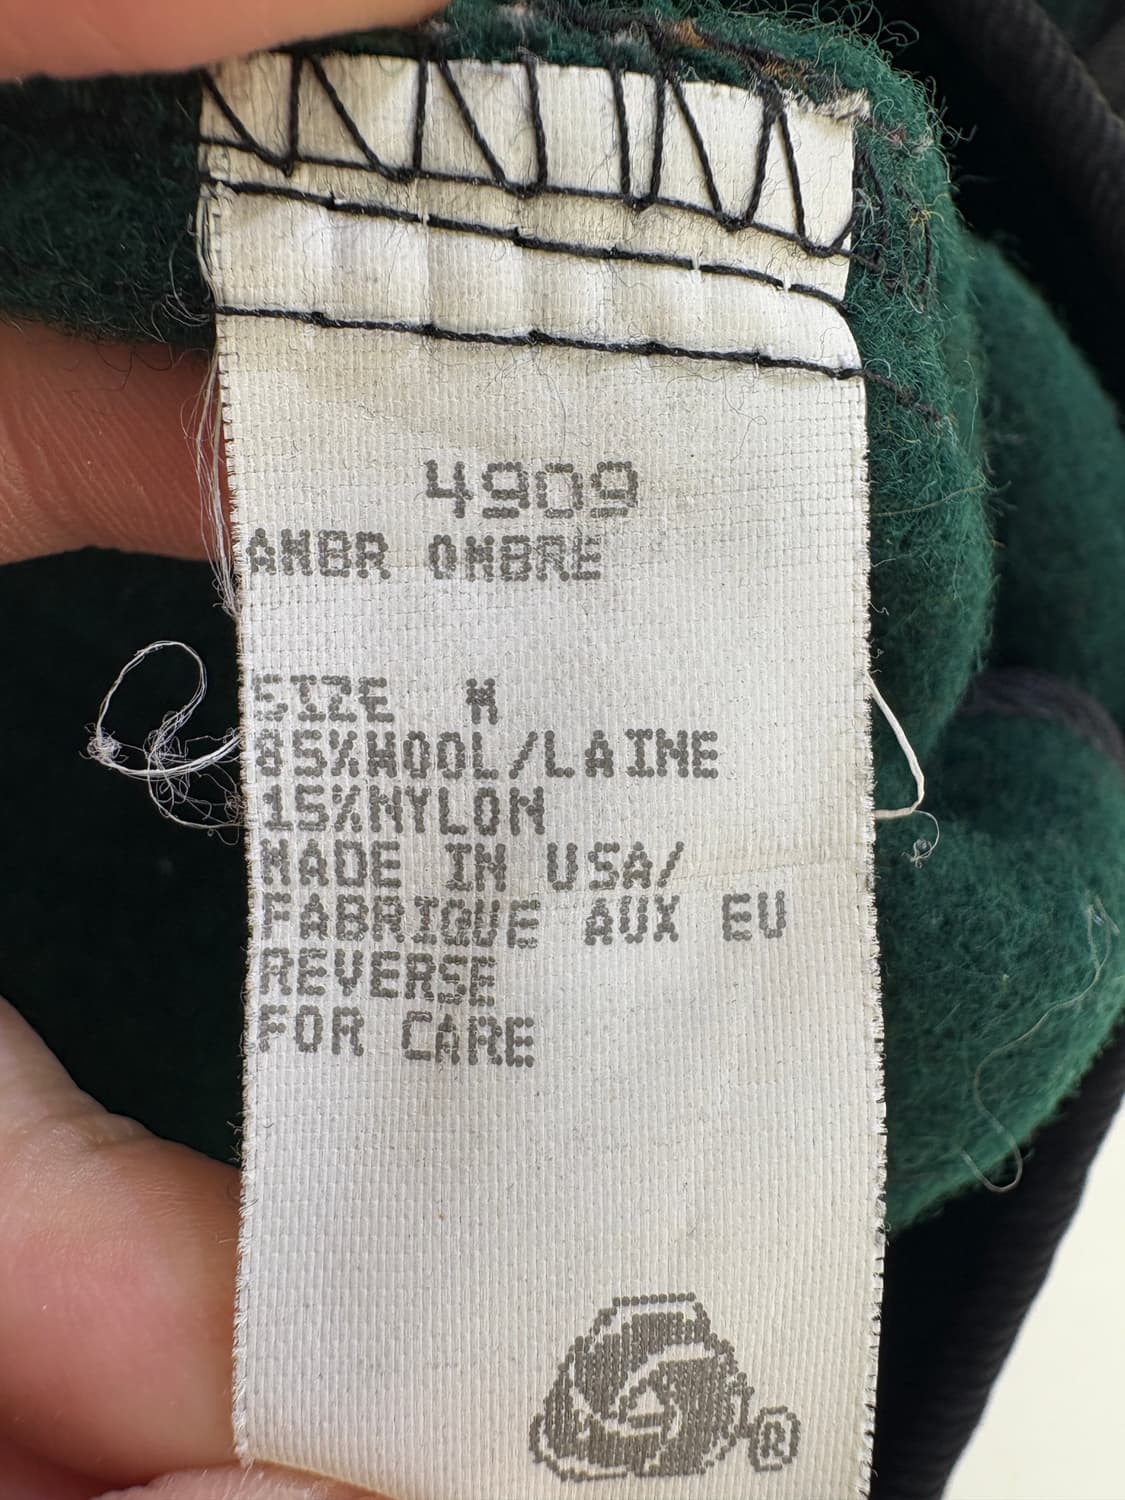 4909
AMBR OMBRE
SIZE M
85%WOOL/LAINE
15%NYLON
MADE IN USA/
FABRIQUE AUX EU
REVERSE
FOR CARE
®